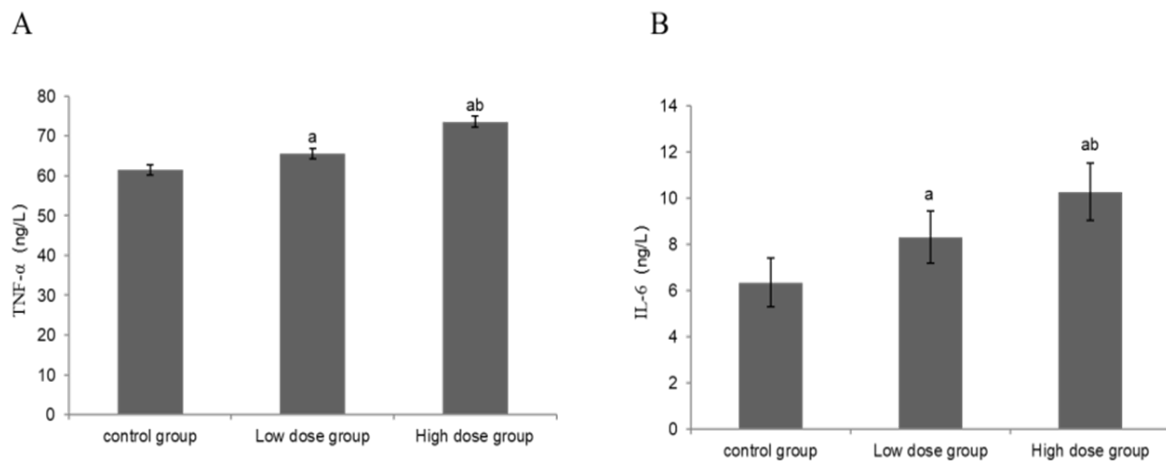 A
80
70
60
50
40
30
20
10
0
TNF-α (ng/L)
a
ab
control group
Low dose group
High dose group
B
14
12
10
8
6
4
2
0
IL-6 (ng/L)
a
ab
control group
Low dose group
High dose group